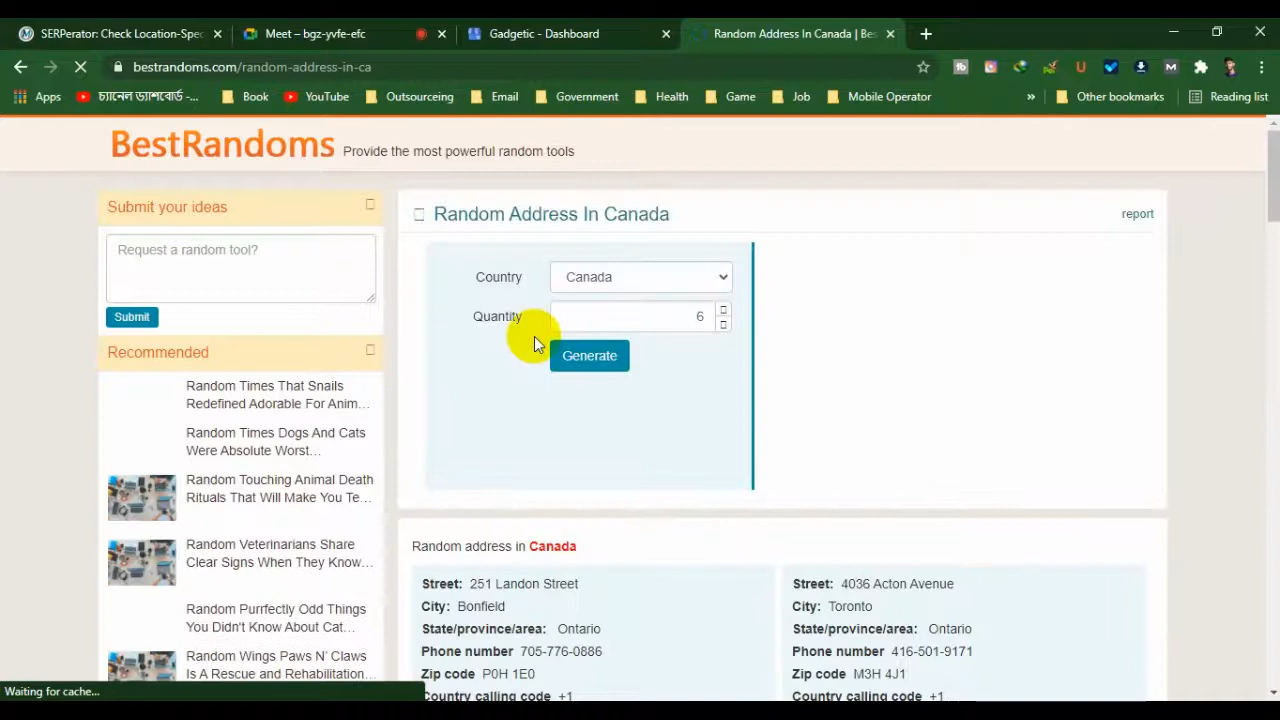 SERPerator: Check Location-Spec
Meet – bgz-yvfe-efc
Gadgetic - Dashboard
Random Address In Canada | Bes
bestrandoms.com/random-address-in-ca
Apps
চ্যানেল ড্যাশবোর্ড -...
Book
YouTube
Outsourceing
Email
Government
Health
Game
Job
Mobile Operator
»
Other bookmarks
Reading list
BestRandoms Provide the most powerful random tools
Submit your ideas
Request a random tool?
Submit
Recommended
Random Times That Snails
Redefined Adorable For Anim...
Random Times Dogs And Cats
Were Absolute Worst...
Random Touching Animal Death
Rituals That Will Make You Te...
Random Veterinarians Share
Clear Signs When They Know...
Random Purrfectly Odd Things
You Didn't Know About Cat...
Random Wings Paws N' Claws
Is A Rescue and Rehabilitation...
Random Address In Canada
report
Country Canada
Quantity 6
Generate
Random address in Canada
Street: 251 Landon Street
City: Bonfield
State/province/area: Ontario
Phone number 705-776-0886
Zip code P0H 1E0
Country calling code +1
Street: 4036 Acton Avenue
City: Toronto
State/province/area: Ontario
Phone number 416-501-9171
Zip code M3H 4J1
Country calling code +1
Waiting for cache...